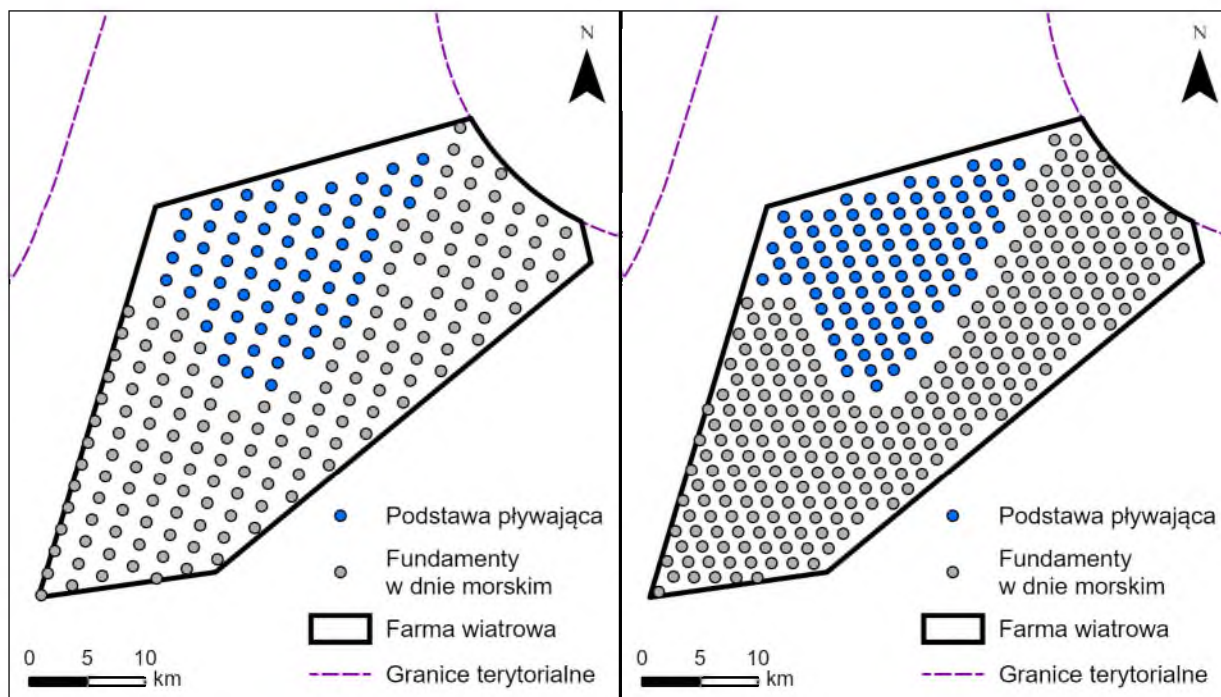 N
Podstawa pływająca
Fundamenty
w dnie morskim
Farma wiatrowa
Granice terytorialne
0 5 10
km
N
Podstawa pływająca
Fundamenty
w dnie morskim
Farma wiatrowa
Granice terytorialne
0 5 10
km